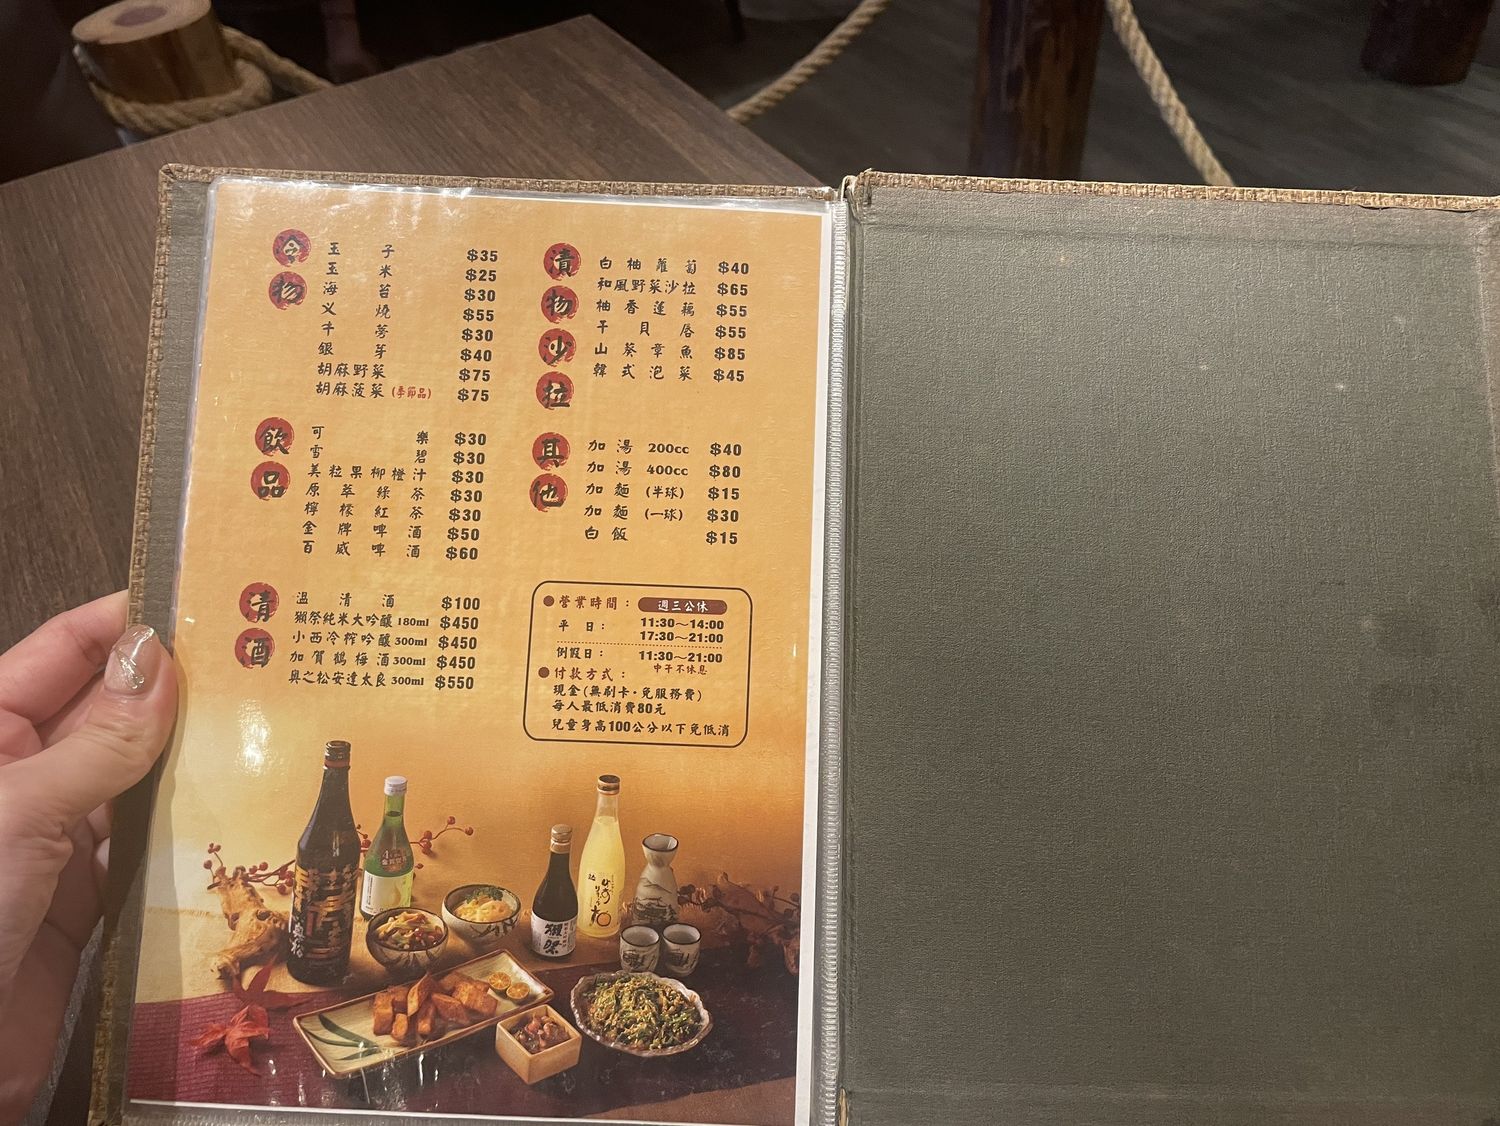 冷物
玉子 $35
玉米 $25
海苔 $30
叉燒 $55
牛蒡 $30
銀芽 $40
胡麻野菜 $75
胡麻菠菜 (季節品) $75
飲品
可樂 $30
雪碧 $30
美粒果柳橙汁 $30
原萃綠茶 $30
檸檬紅茶 $30
金牌啤酒 $50
百威啤酒 $60
清酒
溫清酒 $100
獺祭純米大吟釀 180ml $450
小西冷榨吟釀 300ml $450
加賀鶴梅酒 300ml $450
奥之松安達太良 300ml $550
漬物沙拉
白柚蘿蔔 $40
和風野菜沙拉 $65
柚香蓮藕 $55
干貝唇 $55
山葵章魚 $85
韓式泡菜 $45
其他
加湯 200cc $40
加湯 400cc $80
加麵 (半球) $15
加麵 (一球) $30
白飯 $15
●營業時間： 週三公休
平日： 11:30～14:00
17:30～21:00
例假日： 11:30～21:00
中午不休息
●付款方式：
現金(無刷卡·免服務費)
每人最低消費80元
兒童身高100公分以下免低消
獺祭